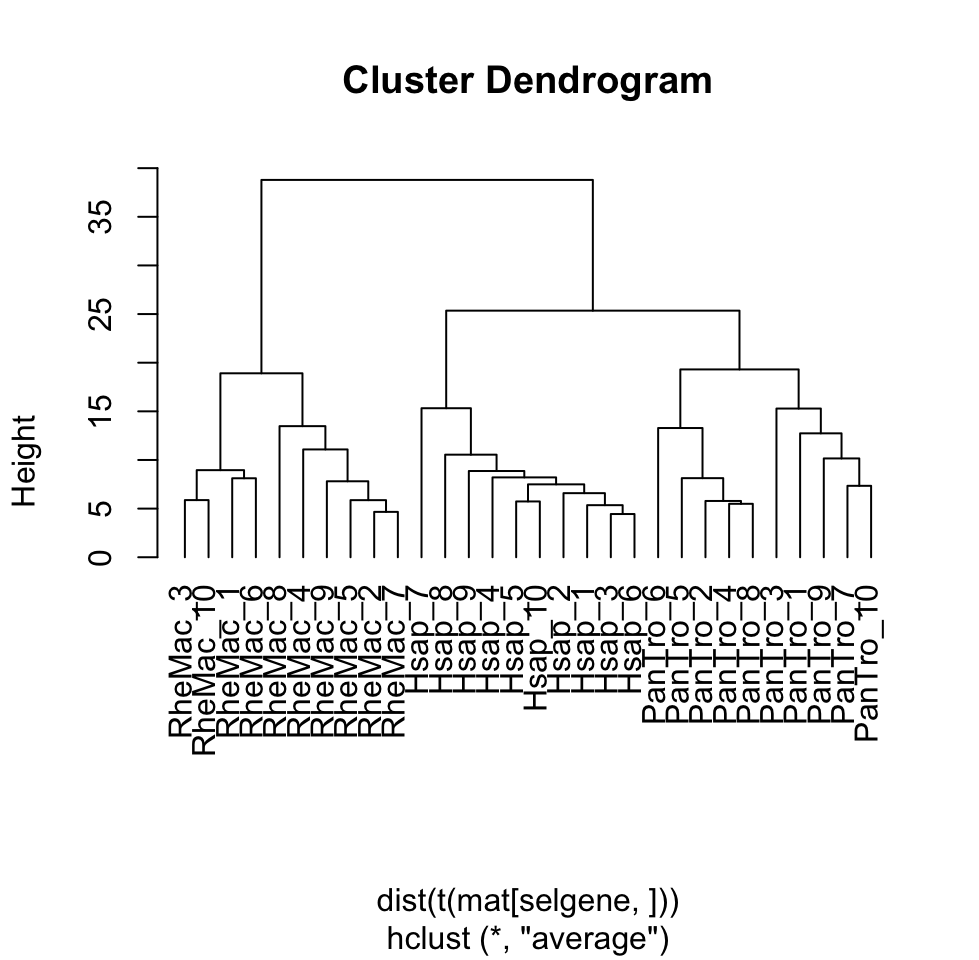 Cluster Dendrogram
Height
35
25
15
5
0
RheMac_3
RheMac_10
RheMac_1
RheMac_6
RheMac_8
RheMac_4
RheMac_9
RheMac_5
RheMac_2
RheMac_7
Hsap_7
Hsap_8
Hsap_9
Hsap_4
Hsap_5
Hsap_10
Hsap_2
Hsap_1
Hsap_3
Hsap_6
PanTro_6
PanTro_5
PanTro_2
PanTro_4
PanTro_8
PanTro_3
PanTro_1
PanTro_9
PanTro_7
PanTro_10
dist(t(mat[selgene, ]))
hclust (*, "average")